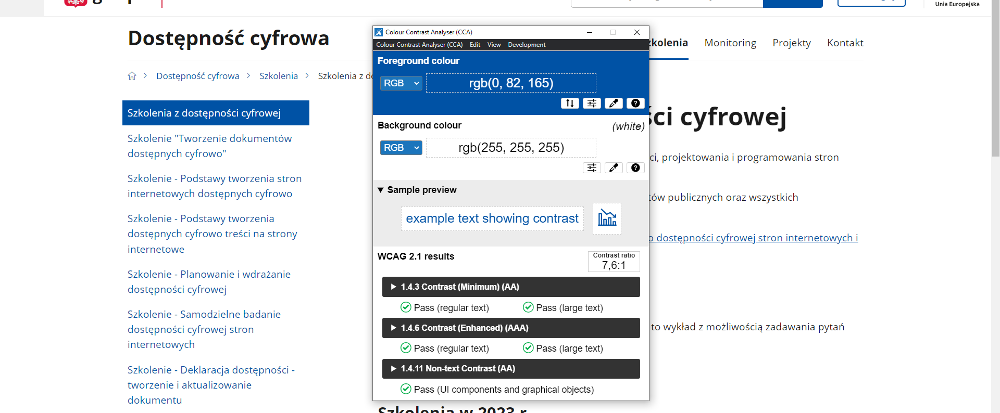 Unia Europejska
Dostępność cyfrowa
Szkolenia
Monitoring
Projekty
Kontakt
Dostępność cyfrowa
Szkolenia
Szkolenia z
Szkolenia z dostępności cyfrowej
Szkolenie "Tworzenie dokumentów
dostępnych cyfrowo"
Szkolenie - Podstawy tworzenia stron
internetowych dostępnych cyfrowo
Szkolenie - Podstawy tworzenia
dostępnych cyfrowo treści na strony
internetowe
Szkolenie - Planowanie i wdrażanie
dostępności cyfrowej
Szkolenie - Samodzielne badanie
dostępności cyfrowej stron
internetowych
Szkolenie - Deklaracja dostępności -
tworzenie i aktualizowanie
dokumentu
Colour Contrast Analyser (CCA)
Colour Contrast Analyser (CCA) Edit View Development
Foreground colour
RGB
rgb(0, 82, 165)
Background colour
(white)
RGB
rgb(255, 255, 255)
Sample preview
example text showing contrast
WCAG 2.1 results
Contrast ratio
7,6:1
1.4.3 Contrast (Minimum) (AA)
Pass (regular text)
Pass (large text)
1.4.6 Contrast (Enhanced) (AAA)
Pass (regular text)
Pass (large text)
1.4.11 Non-text Contrast (AA)
Pass (UI components and graphical objects)
ści cyfrowej
ci, projektowania i programowania stron
tów publicznych oraz wszystkich
o dostępności cyfrowej stron internetowych i
to wykład z możliwością zadawania pytań
Szkolenia w 2023 r.